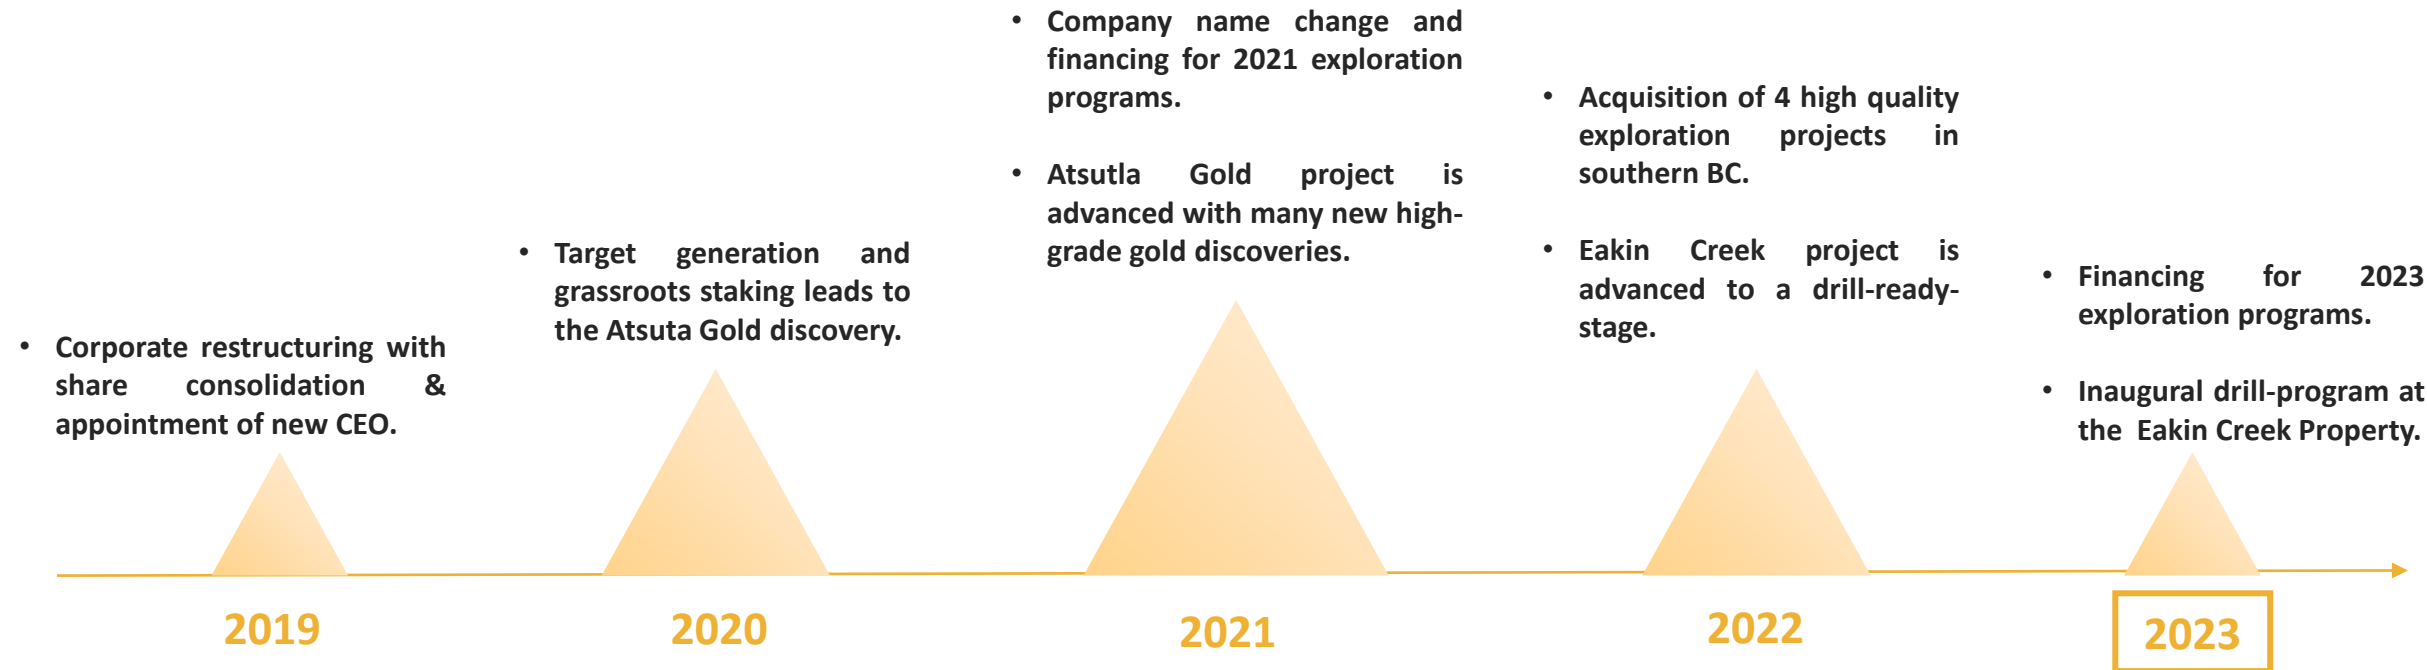 • Corporate restructuring with
share consolidation &
appointment of new CEO.
• Target generation and
grassroots staking leads to
the Atsuta Gold discovery.
• Company name change and
financing for 2021 exploration
programs.
• Atsutla Gold project is
advanced with many new high-
grade gold discoveries.
• Acquisition of 4 high quality
exploration projects in
southern BC.
• Eakin Creek project is
advanced to a drill-ready-
stage.
• Financing for 2023
exploration programs.
• Inaugural drill-program at
the Eakin Creek Property.
2019
2020
2021
2022
2023